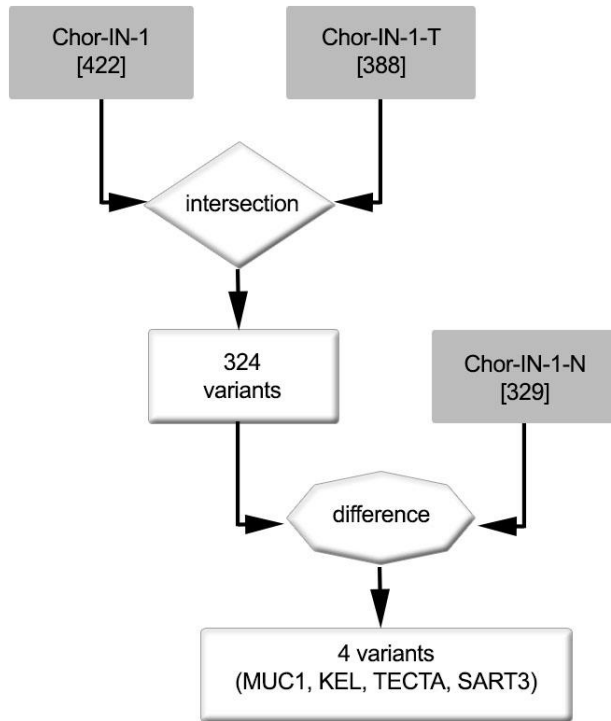 Chor-IN-1
[422]
Chor-IN-1-T
[388]
intersection
324
variants
Chor-IN-1-N
[329]
difference
4 variants
(MUC1, KEL, TECTA, SART3)